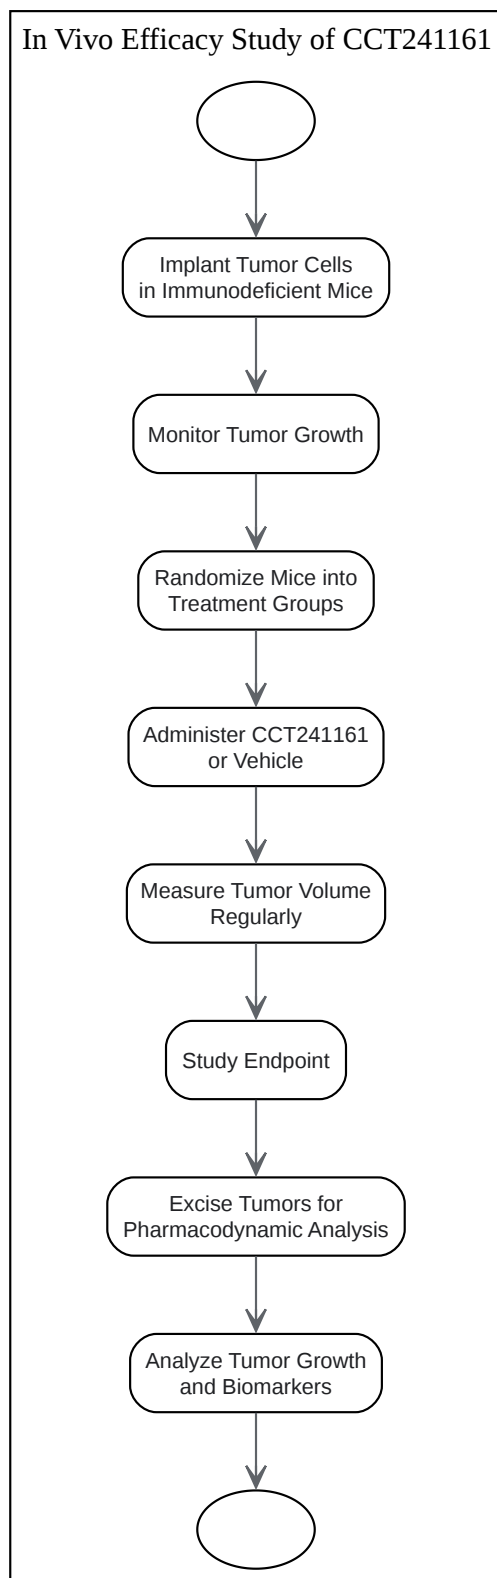 In Vivo Efficacy Study of CCT241161
Implant Tumor Cells
in Immunodeficient Mice
Monitor Tumor Growth
Randomize Mice into
Treatment Groups
Administer CCT241161
or Vehicle
Measure Tumor Volume
Regularly
Study Endpoint
Excise Tumors for
Pharmacodynamic Analysis
Analyze Tumor Growth
and Biomarkers